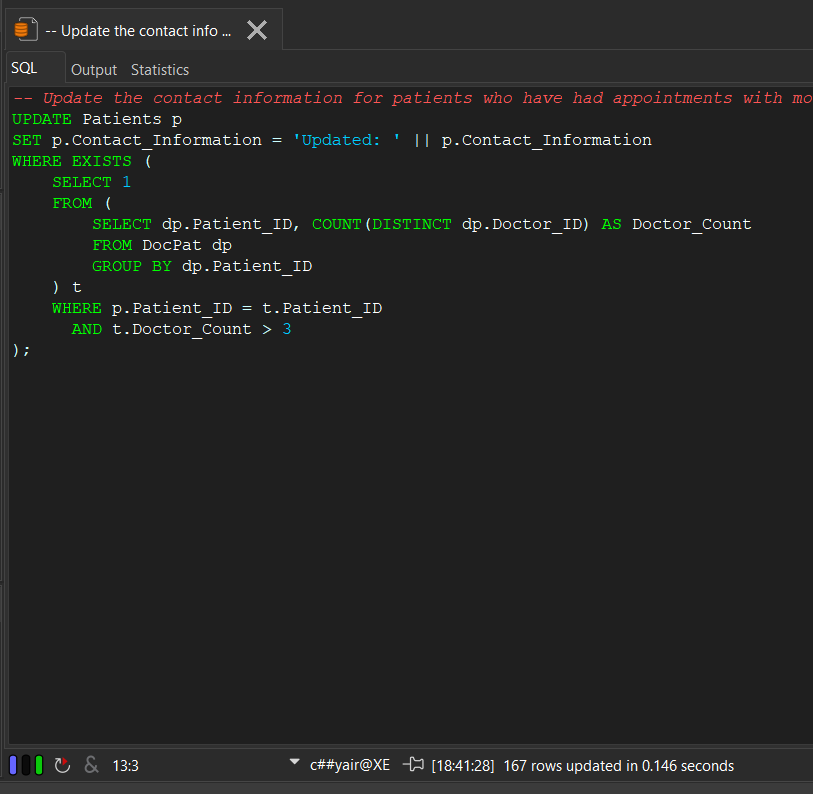 -- Update the contact info ...
SQL Output Statistics
-- Update the contact information for patients who have had appointments with mo
UPDATE Patients p
SET p.Contact_Information = 'Updated: ' || p.Contact_Information
WHERE EXISTS (
    SELECT 1
    FROM (
        SELECT dp.Patient_ID, COUNT(DISTINCT dp.Doctor_ID) AS Doctor_Count
        FROM DocPat dp
        GROUP BY dp.Patient_ID
    ) t
    WHERE p.Patient_ID = t.Patient_ID
      AND t.Doctor_Count > 3
);
& 13:3 c##yair@XE [18:41:28] 167 rows updated in 0.146 seconds